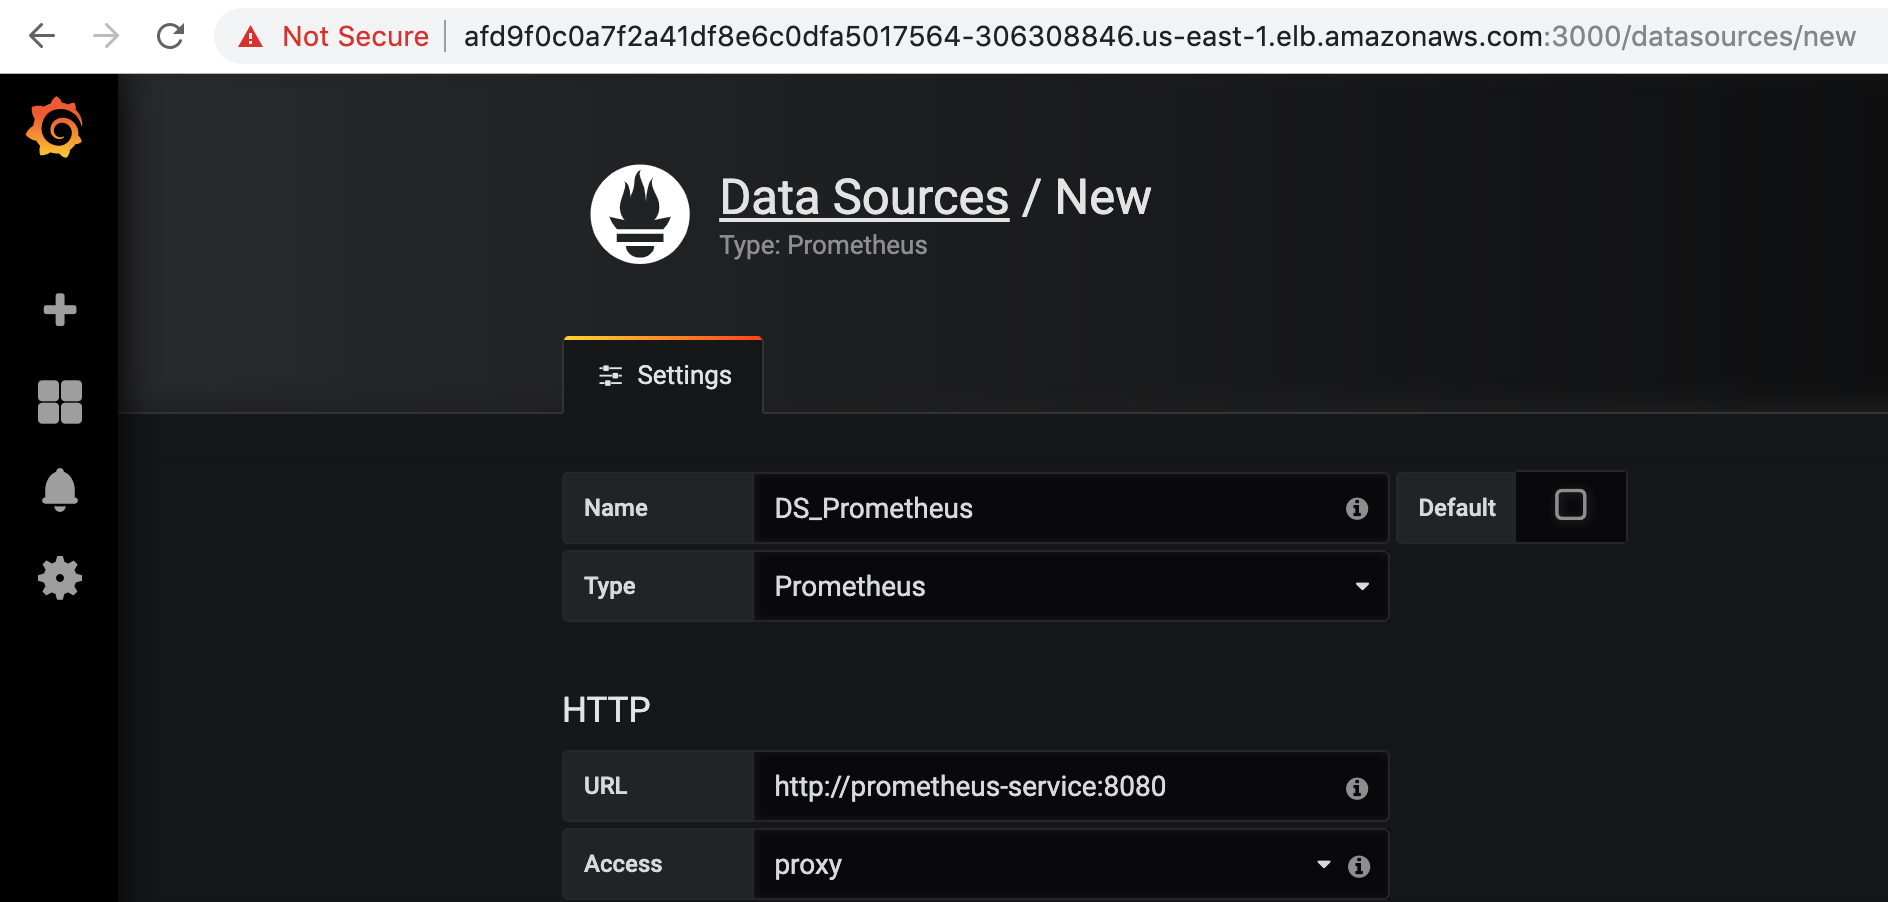 Not Secure afd9f0c0a7f2a41df8e6c0dfa5017564-306308846.us-east-1.elb.amazonaws.com:3000/datasources/new
Data Sources / New
Type: Prometheus
Settings
Name DS_Prometheus Default
Type Prometheus
HTTP
URL http://prometheus-service:8080
Access proxy